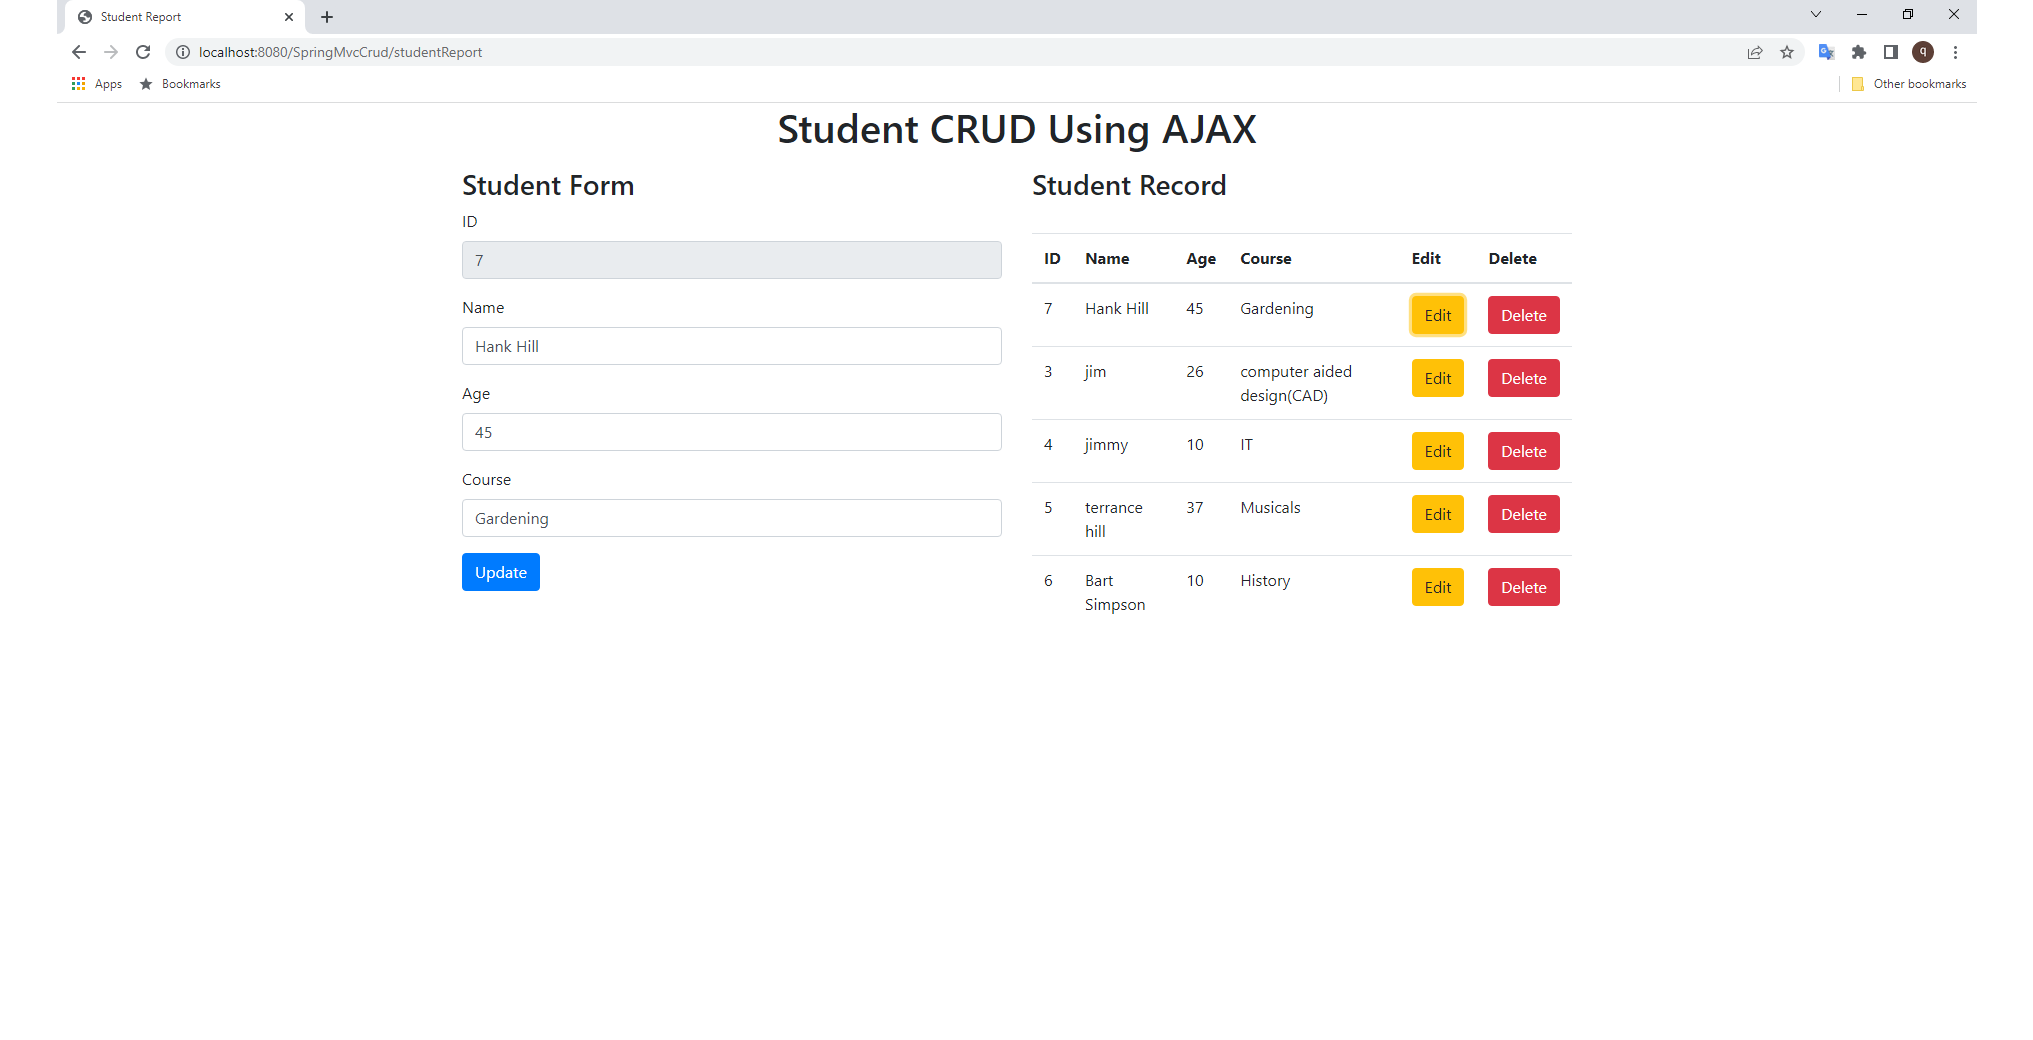 Student Report
localhost:8080/SpringMvcCrud/studentReport
q
Apps
Bookmarks
Other bookmarks
Student CRUD Using AJAX
Student Form
ID
7
Name
Hank Hill
Age
45
Course
Gardening
Update
Student Record
ID Name Age Course Edit Delete
7 Hank Hill 45 Gardening Edit Delete
3 jim 26 computer aided Edit Delete
design(CAD)
4 jimmy 10 IT Edit Delete
5 terrance 37 Musicals Edit Delete
hill
6 Bart 10 History Edit Delete
Simpson